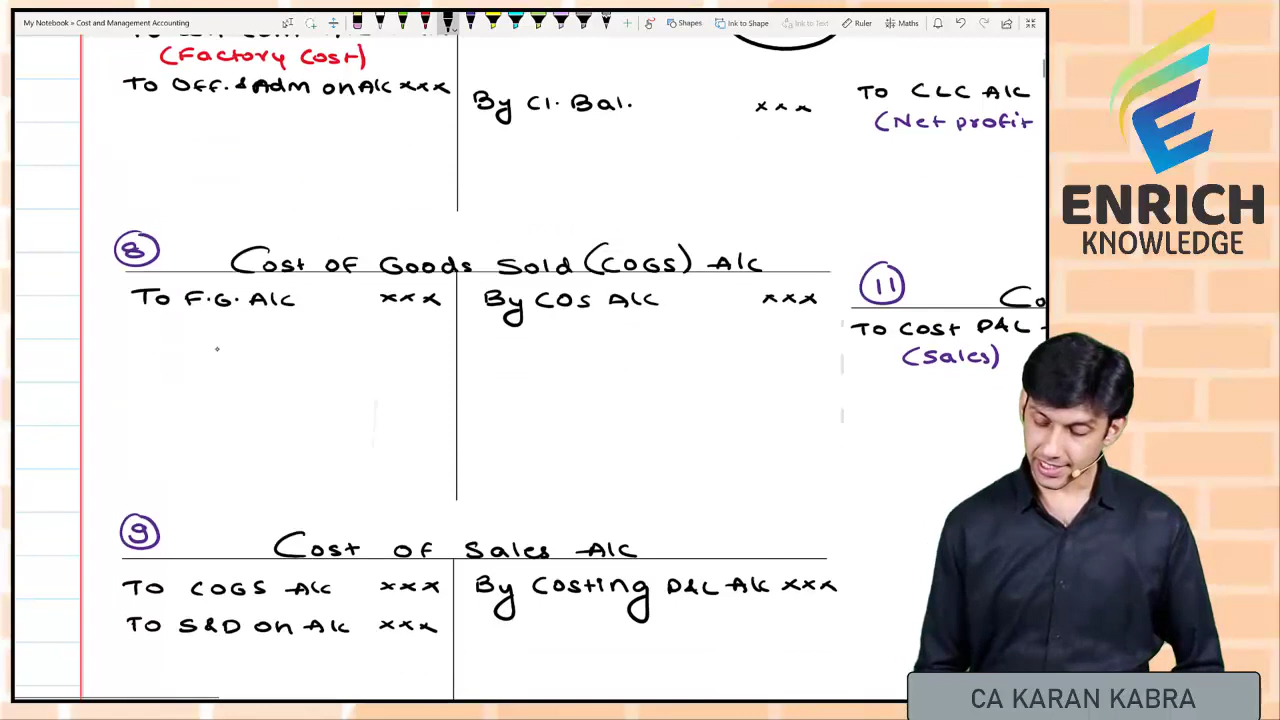 My Notebook » Cost and Management Accounting
Shapes
Ink to Shape
Ink to Text
Ruler
Maths
(Factory Cost)
To Off. & Adm OH A/c xxx
By Cl. Bal. xxx
To CLC A/c
(Net profit
8
Cost of Goods Sold (COGS) A/c
To F.G. A/c xxx
By COS A/c xxx
11
Co
To Cost P&L
(Sales)
9
Cost of Sales A/c
To COGS A/c xxx
By Costing P&L A/c xxx
To S&D OH A/c xxx
ENRICH
KNOWLEDGE
CA KARAN KABRA